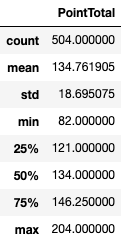 PointTotal
count 504.000000
mean 134.761905
std 18.695075
min 82.000000
25% 121.000000
50% 134.000000
75% 146.250000
max 204.000000